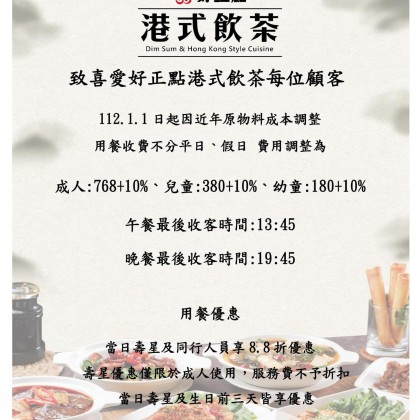 港式飲茶
Dim Sum & Hong Kong Style Cuisine
致喜愛好正點港式飲茶每位顧客
112.1.1日起因近年原物料成本調整
用餐收費不分平日、假日 費用調整為
成人:768+10%、兒童:380+10%、幼童:180+10%
午餐最後收客時間:13:45
晚餐最後收客時間:19:45
用餐優惠
當日壽星及同行人員享8.8折優惠
壽星優惠僅限於成人使用，服務費不予折扣
當日壽星及生日前三天皆享優惠